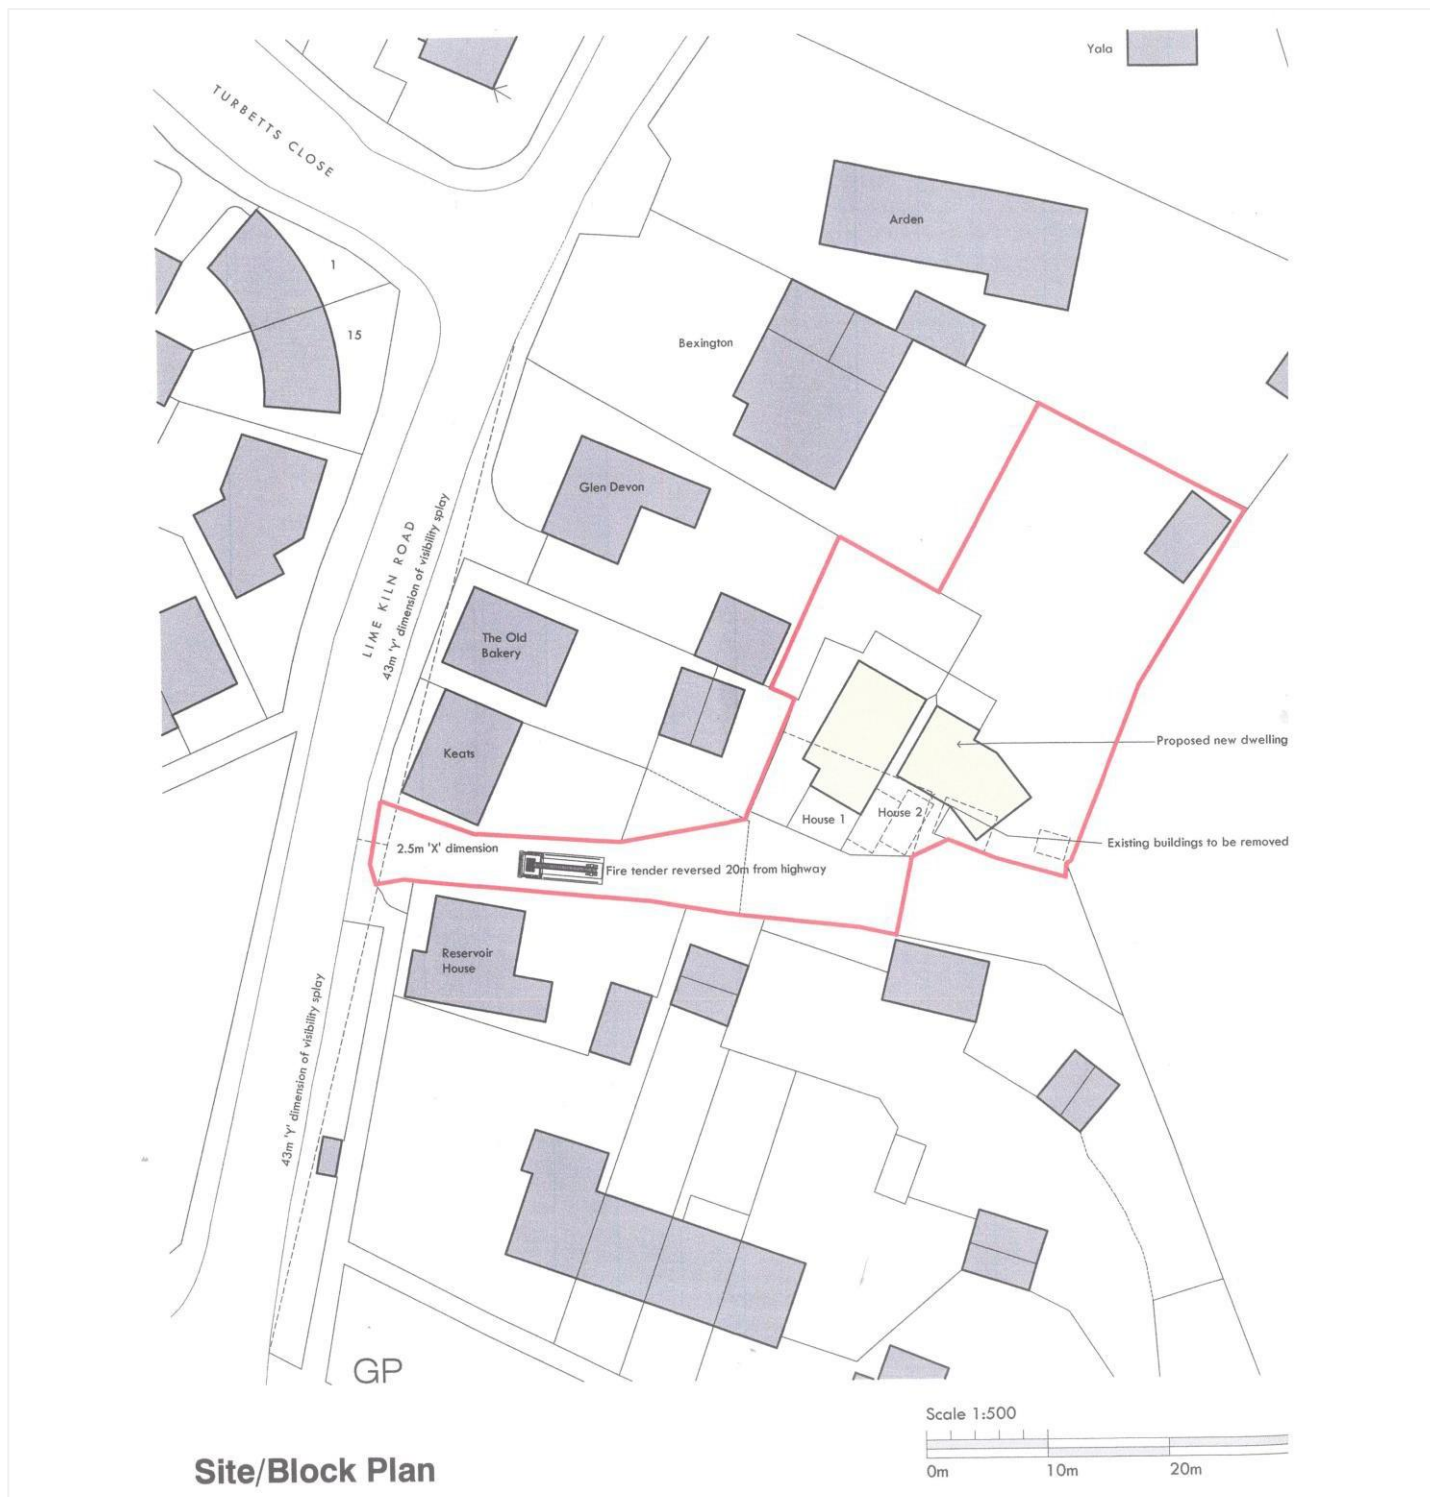 Yala
TURBETTS CLOSE
Arden
1
15
Bexington
Glen Devon
LIME KILN ROAD
43m 'Y' dimension of visibility splay
The Old
Bakery
Keats
Proposed new dwelling
House 1
House 2
Existing buildings to be removed
2.5m 'X' dimension
Fire tender reversed 20m from highway
Reservoir
House
43m 'Y' dimension of visibility splay
GP
Scale 1:500
0m 10m 20m
Site/Block Plan